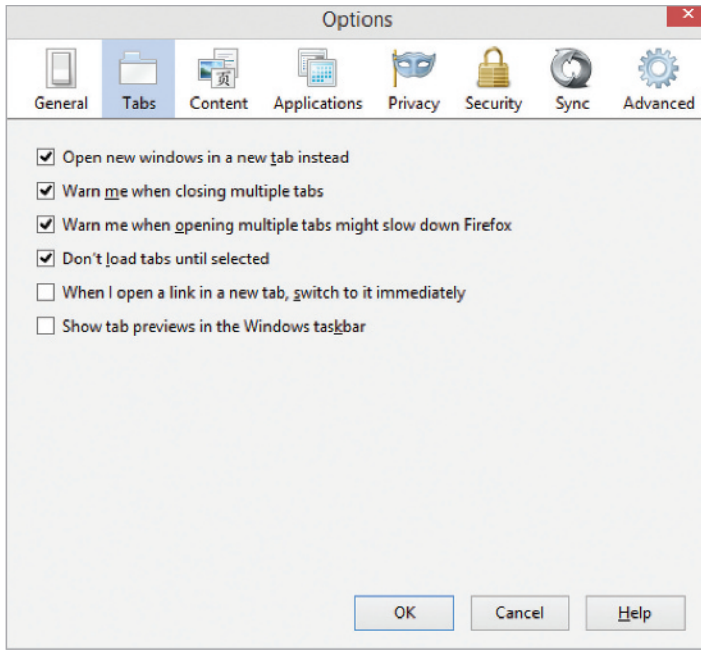 Options
General Tabs Content Applications Privacy Security Sync Advanced
页
Open new windows in a new tab instead
Warn me when closing multiple tabs
Warn me when opening multiple tabs might slow down Firefox
Don't load tabs until selected
When I open a link in a new tab, switch to it immediately
Show tab previews in the Windows taskbar
OK Cancel Help